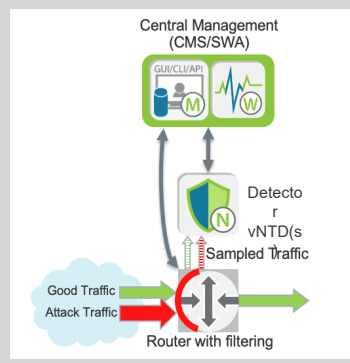 Central Management
(CMS/SWA)
GUI/CLI/API
M
W
Detecto
r
vNTD(s
)
N
Sampled Traffic
Good Traffic
Attack Traffic
Router with filtering